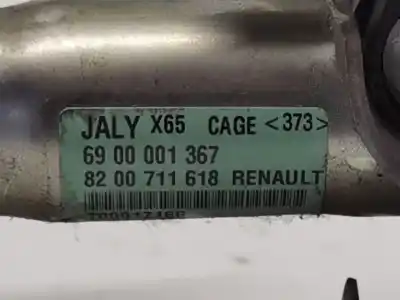 JALY X65 CAGE <373>
69 00 001 367
82 00 711 618 RENAULT